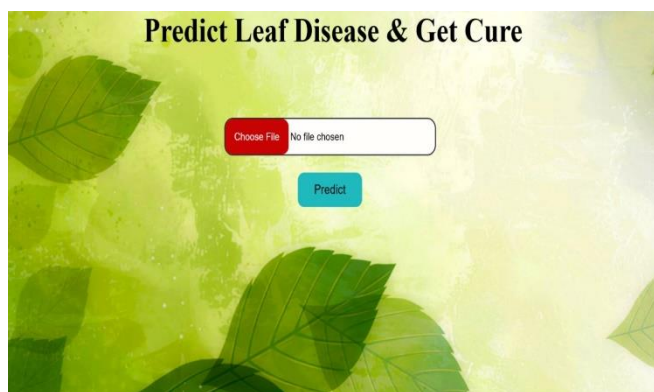 Predict Leaf Disease & Get Cure
Choose File No file chosen
Predict